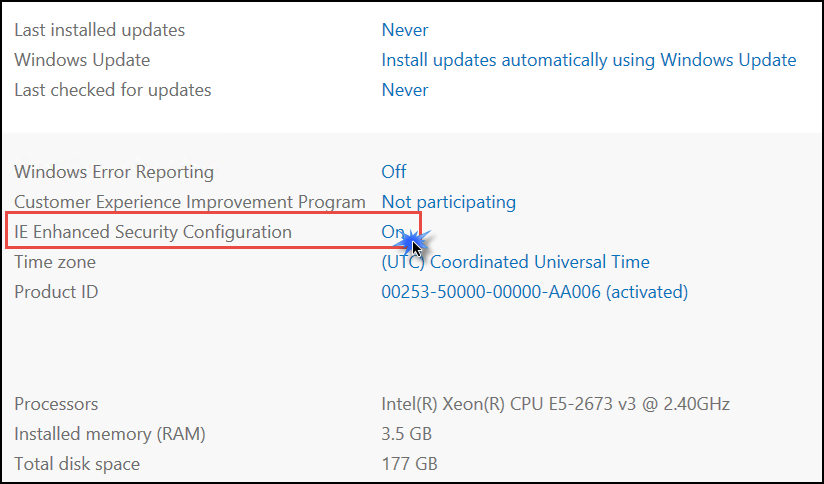 Last installed updates Never
Windows Update Install updates automatically using Windows Update
Last checked for updates Never
Windows Error Reporting Off
Customer Experience Improvement Program Not participating
IE Enhanced Security Configuration On
Time zone (UTC) Coordinated Universal Time
Product ID 00253-50000-00000-AA006 (activated)
Processors Intel(R) Xeon(R) CPU E5-2673 v3 @ 2.40GHz
Installed memory (RAM) 3.5 GB
Total disk space 177 GB